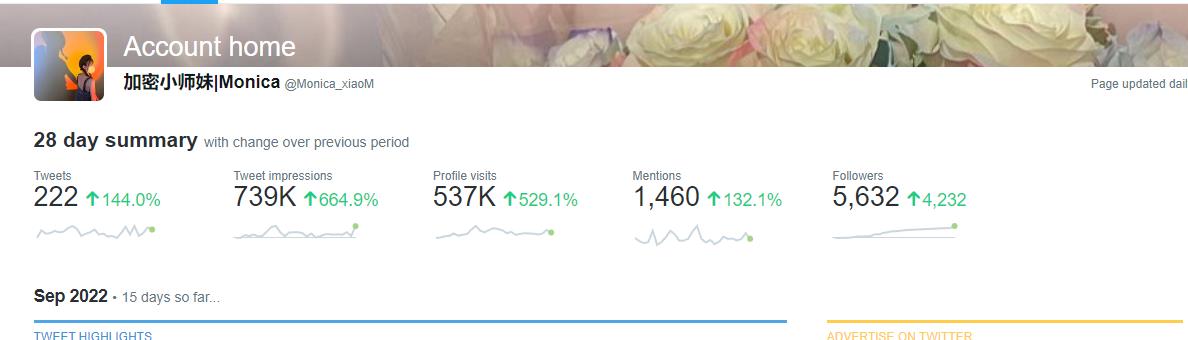 Account home
加密小师妹|Monica @Monica_xiaoM
Page updated dail
28 day summary with change over previous period
Tweets
222 ↑144.0%
Tweet impressions
739K ↑664.9%
Profile visits
537K ↑529.1%
Mentions
1,460 ↑132.1%
Followers
5,632 ↑4,232
Sep 2022 • 15 days so far...
TWEET HIGHLIGHTS
ADVERTISE ON TWITTER